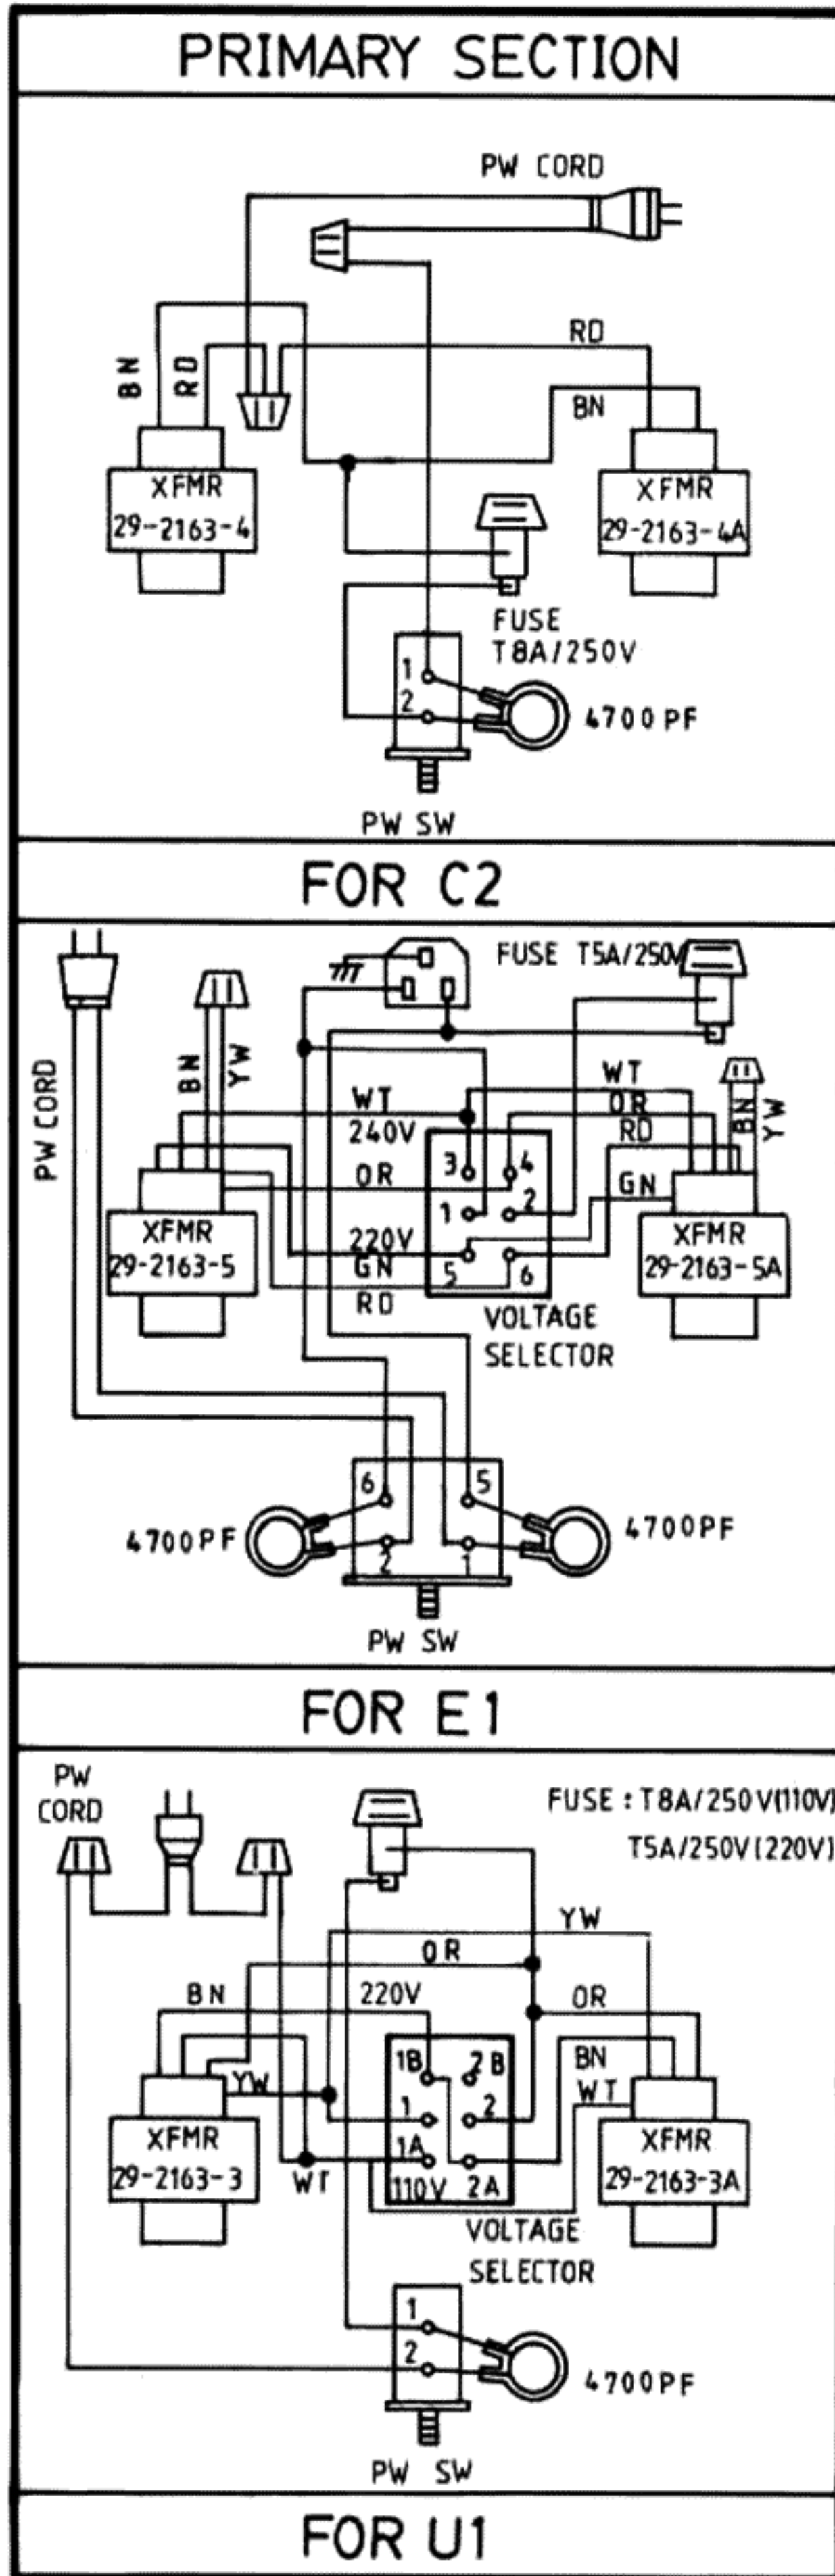 PRIMARY SECTION
PW CORD
RD
BN
RD
BN
XFMR
29-2163-4
XFMR
29-2163-4A
FUSE
T8A/250V
1
2
4700PF
PW SW
FOR C2
FUSE T5A/250V
PW CORD
BN
YW
WT
240V
WT
OR
RD
BN
YW
3
4
OR
GN
1
2
XFMR
29-2163-5
220V
GN
5
6
RD
XFMR
29-2163-5A
VOLTAGE
SELECTOR
6
5
4700PF
4700PF
2
1
PW SW
FOR E1
PW
CORD
FUSE : T8A/250V(110V)
T5A/250V(220V)
YW
OR
BN
220V
OR
1B
2B
BN
YW
WT
1
2
1A
XFMR
29-2163-3
WT
110V
2A
XFMR
29-2163-3A
VOLTAGE
SELECTOR
1
2
4700PF
PW SW
FOR U1